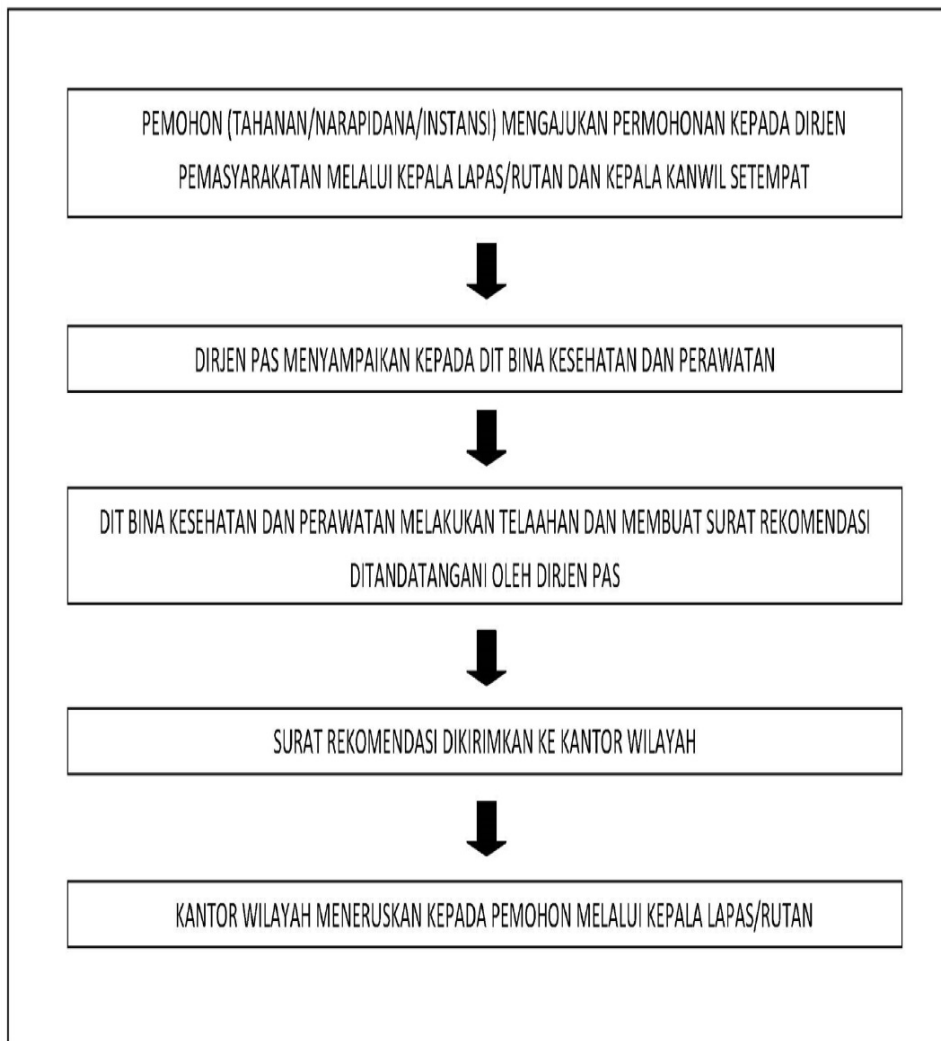 PEMOHON (TAHANAN/NARAPIDANA/INSTANSI) MENGAJUKAN PERMOHONAN KEPADA DIRJEN
PEMASYARAKATAN MELALUI KEPALA LAPAS/RUTAN DAN KEPALA KANWIL SETEMPAT
DIRJEN PAS MENYAMPAIKAN KEPADA DIT BINA KESEHATAN DAN PERAWATAN
DIT BINA KESEHATAN DAN PERAWATAN MELAKUKAN TELAAHAN DAN MEMBUAT SURAT REKOMENDASI
DITANDATANGANI OLEH DIRJEN PAS
SURAT REKOMENDASI DIKIRIMKAN KE KANTOR WILAYAH
KANTOR WILAYAH MENERUSKAN KEPADA PEMOHON MELALUI KEPALA LAPAS/RUTAN